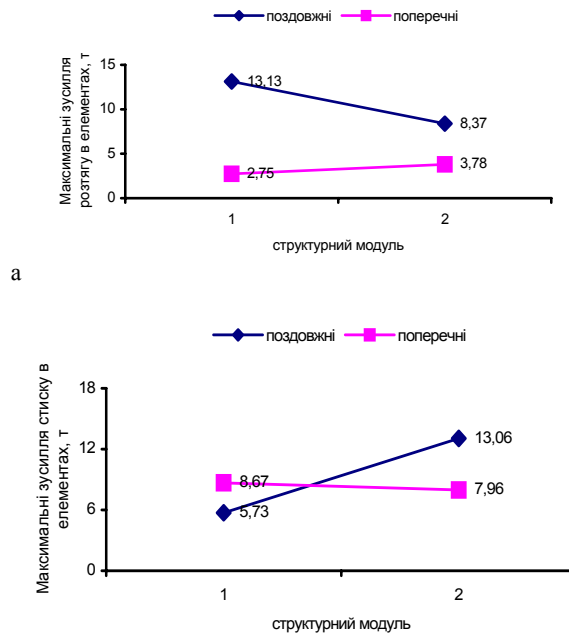 поздовжні поперечні
Максимальні зусилля
розтягу в елементах, т
15
10
5
0
13,13
8,37
2,75
3,78
1 2
структурний модуль
а
поздовжні поперечні
Максимальні зусилля стиску в
елементах, т
18
12
6
0
13,06
8,67
7,96
5,73
1 2
структурний модуль